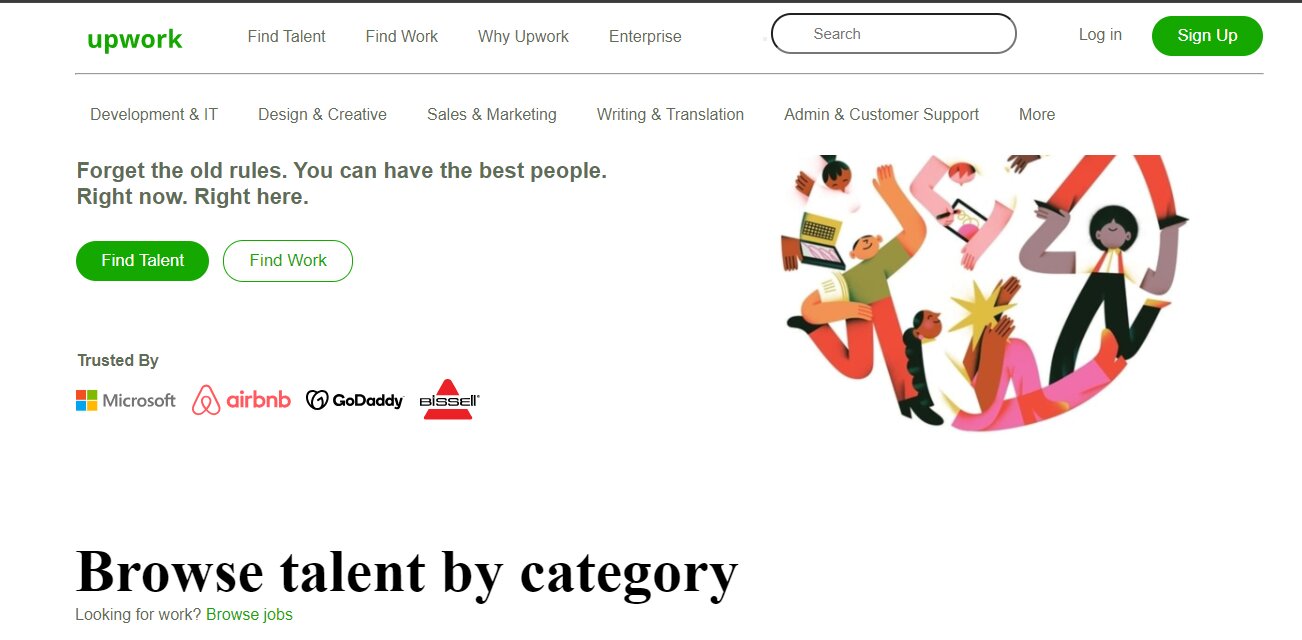 upwork Find Talent Find Work Why Upwork Enterprise Search Log in Sign Up
Development & IT Design & Creative Sales & Marketing Writing & Translation Admin & Customer Support More
Forget the old rules. You can have the best people.
Right now. Right here.
Find Talent Find Work
Trusted By
Microsoft airbnb GoDaddy BISSELL
Browse talent by category
Looking for work? Browse jobs